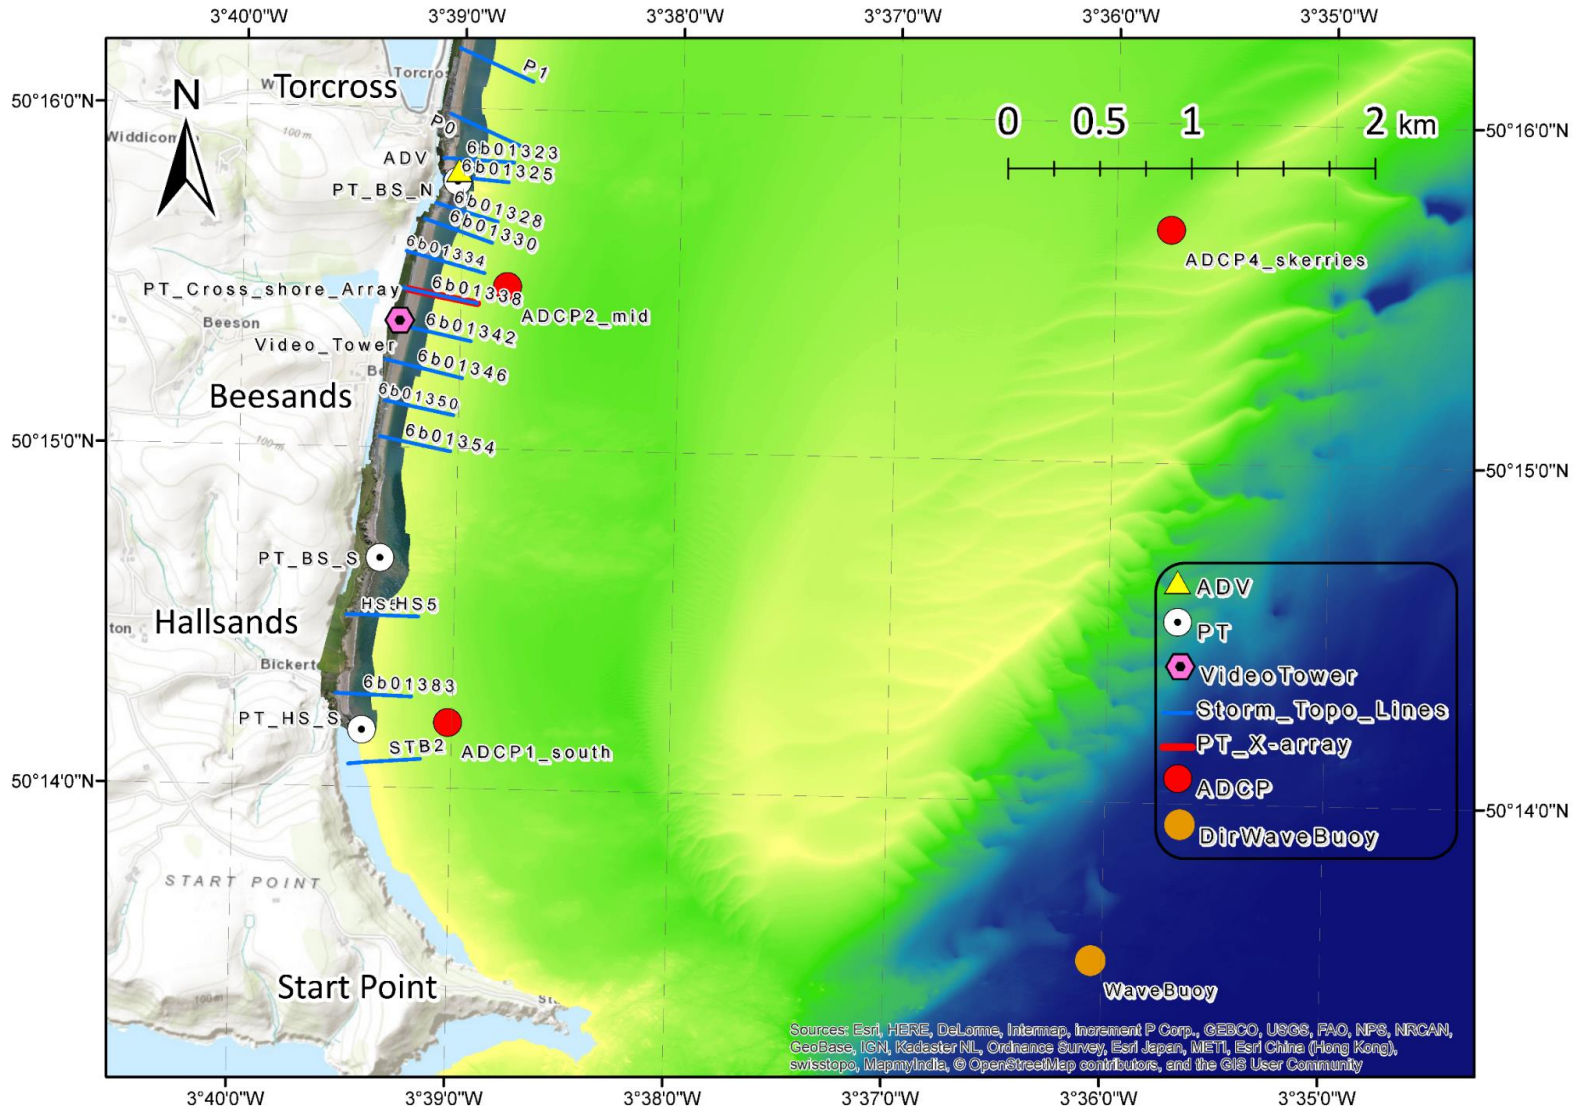 3°40'0"W
3°39'0"W
3°38'0"W
3°37'0"W
3°36'0"W
3°35'0"W
50°16'0"N
50°16'0"N
50°15'0"N
50°15'0"N
50°14'0"N
50°14'0"N
N
Torcross
Torcros
Widdicom
100 m
P1
P0
0 0.5 1 2 km
ADV
6b01323
6b01325
PT_BS_N
6b01328
6b01330
6b01334
ADCP4_skerries
PT_Cross_shore_Array
6b01338
Beeson
ADCP2_mid
6b01342
Video_Tower
6b01346
Be
Beesands
6b01350
100 m
6b01354
PT_BS_S
HS5
Hallsands
ton
Bickert
6b01383
PT_HS_S
STB2
ADCP1_south
ADV
PT
VideoTower
Storm_Topo_Lines
PT_X-array
ADCP
DirWaveBuoy
START POINT
Start Point
100 m
WaveBuoy
Sources: Esri, HERE, DeLorme, Intermap, increment P Corp., GEBCO, USGS, FAO, NPS, NRCAN,
GeoBase, IGN, Kadaster NL, Ordnance Survey, Esri Japan, METI, Esri China (Hong Kong),
swisstopo, MapmyIndia, © OpenStreetMap contributors, and the GIS User Community
3°40'0"W
3°39'0"W
3°38'0"W
3°37'0"W
3°36'0"W
3°35'0"W